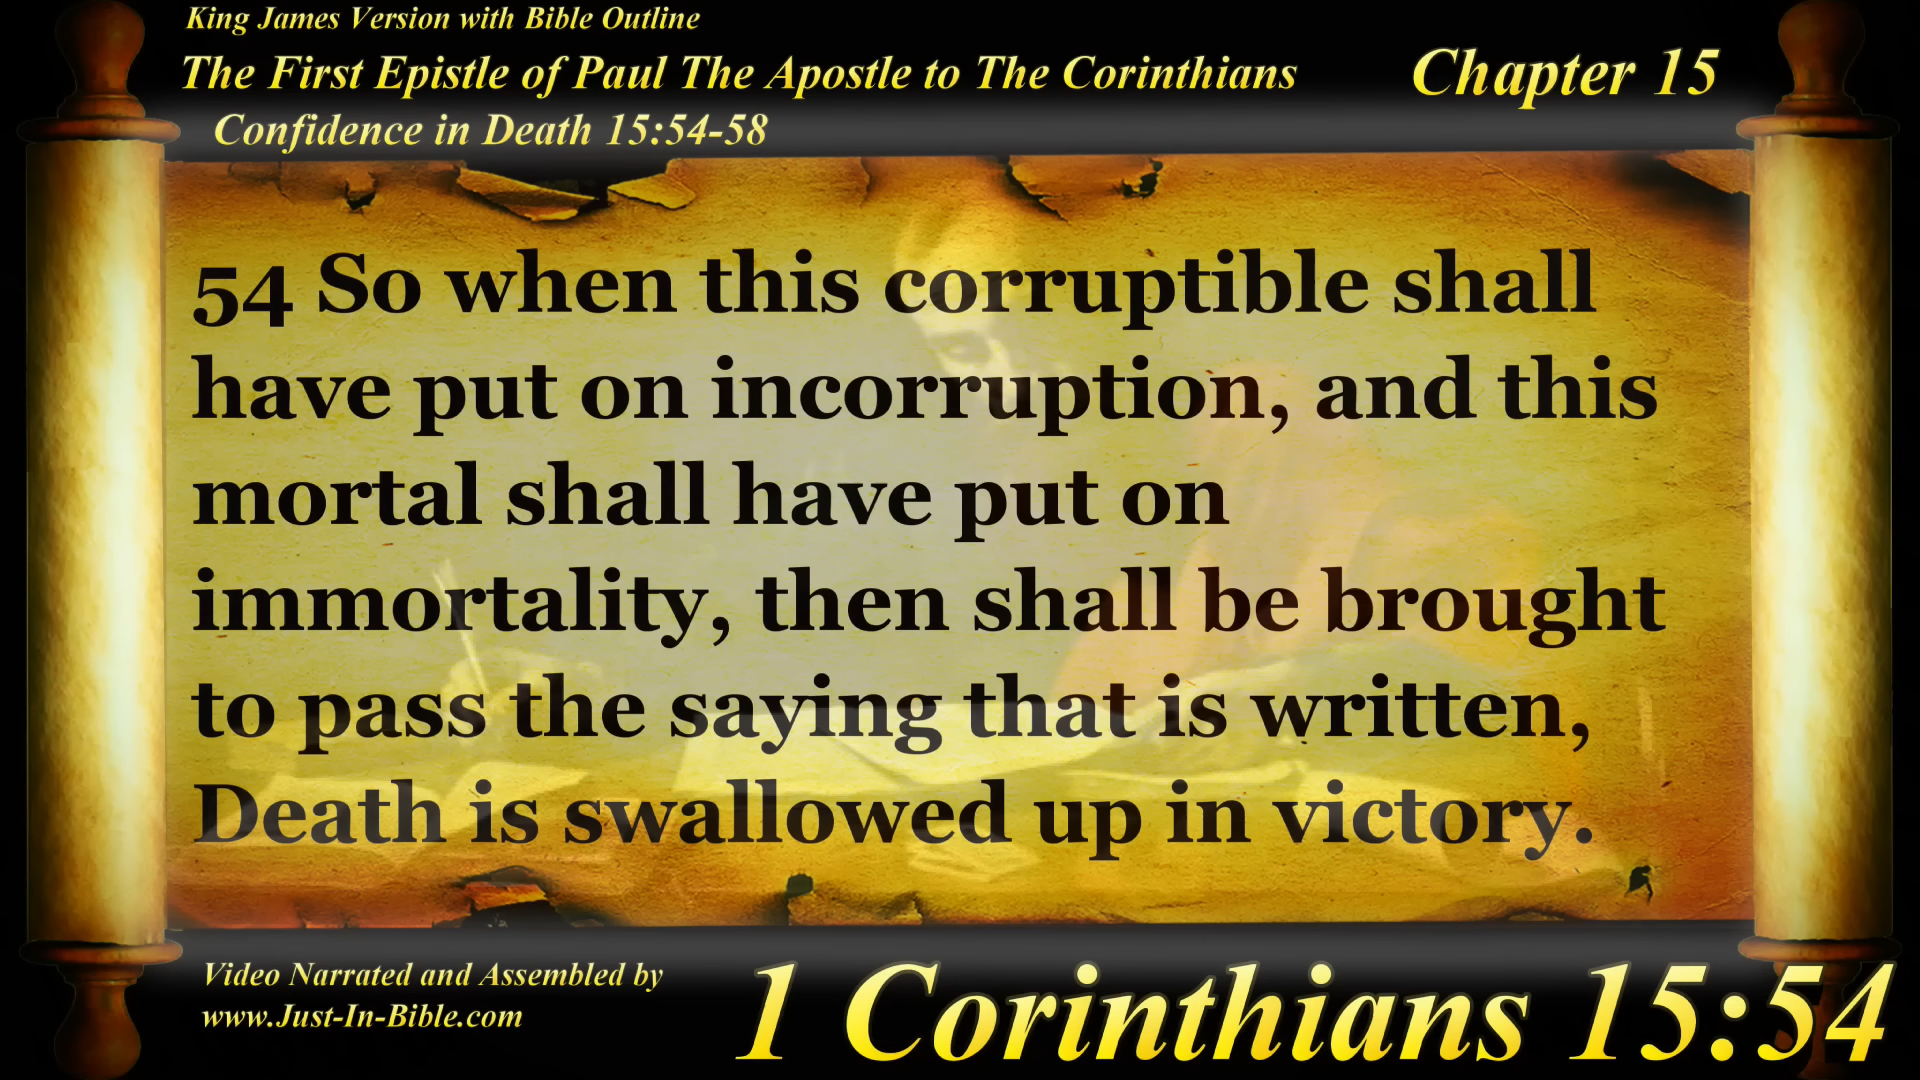 King James Version with Bible Outline
The First Epistle of Paul The Apostle to The Corinthians
Chapter 15
Confidence in Death 15:54-58
54 So when this corruptible shall
have put on incorruption, and this
mortal shall have put on
immortality, then shall be brought
to pass the saying that is written,
Death is swallowed up in victory.
Video Narrated and Assembled by
www.Just-In-Bible.com
1 Corinthians 15:54